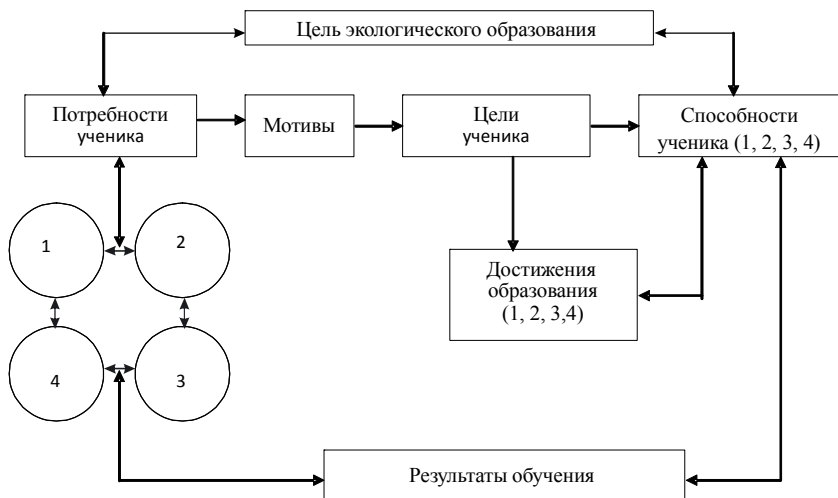 Цель экологического образования
Потребности
ученика
Мотивы
Цели
ученика
Способности
ученика (1, 2, 3, 4)
1
2
Достижения
образования
(1, 2, 3,4)
4
3
Результаты обучения